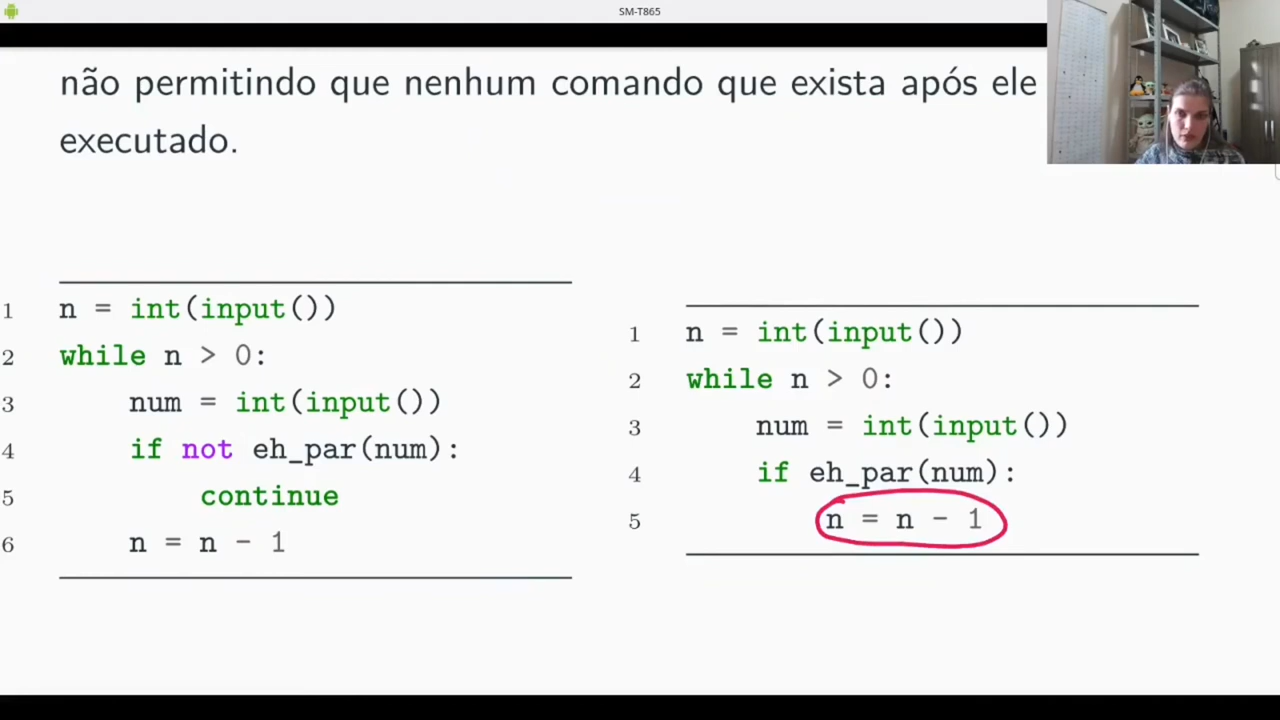 SM-T865
não permitindo que nenhum comando que exista após ele
executado.
1 n = int(input())
2 while n > 0:
3 num = int(input())
4 if not eh_par(num):
5 continue
6 n = n - 1
1 n = int(input())
2 while n > 0:
3 num = int(input())
4 if eh_par(num):
5 n = n - 1